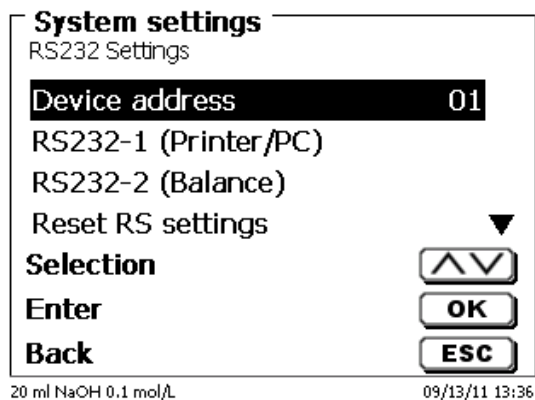 System settings
RS232 Settings
Device address 01
RS232-1 (Printer/PC)
RS232-2 (Balance)
Reset RS settings
Selection
Enter OK
Back ESC
20 ml NaOH 0.1 mol/L 09/13/11 13:36